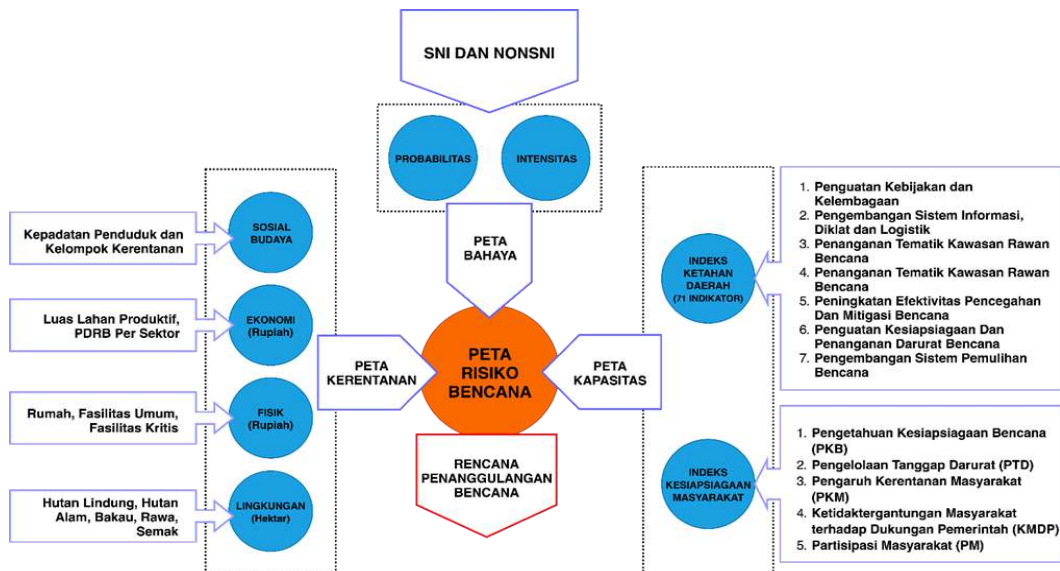 SNI DAN NONSNI
PROBABILITAS
INTENSITAS
PETA
BAHAYA
Kepadatan Penduduk dan
Kelompok Kerentanan
SOSIAL
BUDAYA
Luas Lahan Produktif,
PDRB Per Sektor
EKONOMI
(Rupiah)
Rumah, Fasilitas Umum,
Fasilitas Kritis
FISIK
(Rupiah)
Hutan Lindung, Hutan
Alam, Bakau, Rawa,
Semak
LINGKUNGAN
(Hektar)
PETA
KERENTANAN
PETA
RISIKO
BENCANA
PETA
KAPASITAS
RENCANA
PENANGGULANGAN
BENCANA
INDEKS
KETAHAN
DAERAH
(71 INDIKATOR)
1. Penguatan Kebijakan dan
Kelembagaan
2. Pengembangan Sistem Informasi,
Diklat dan Logistik
3. Penanganan Tematik Kawasan Rawan
Bencana
4. Penanganan Tematik Kawasan Rawan
Bencana
5. Peningkatan Efektivitas Pencegahan
Dan Mitigasi Bencana
6. Penguatan Kesiapsiagaan Dan
Penanganan Darurat Bencana
7. Pengembangan Sistem Pemulihan
Bencana
INDEKS
KESIAPSIAGAAN
MASYARAKAT
1. Pengetahuan Kesiapsiagaan Bencana
(PKB)
2. Pengelolaan Tanggap Darurat (PTD)
3. Pengaruh Kerentanan Masyarakat
(PKM)
4. Ketidaktergantungan Masyarakat
terhadap Dukungan Pemerintah (KMDP)
5. Partisipasi Masyarakat (PM)